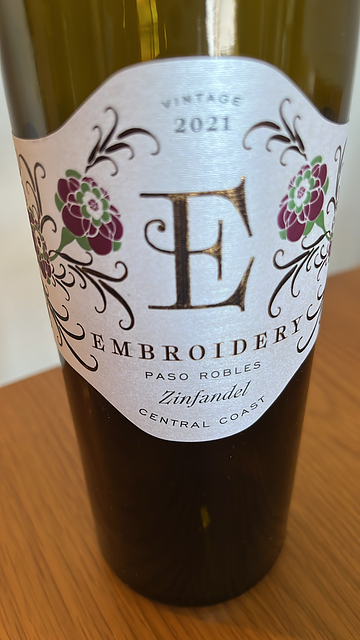 VINTAGE
2021
E
EMBROIDERY
PASO ROBLES
Zinfandel
CENTRAL COAST